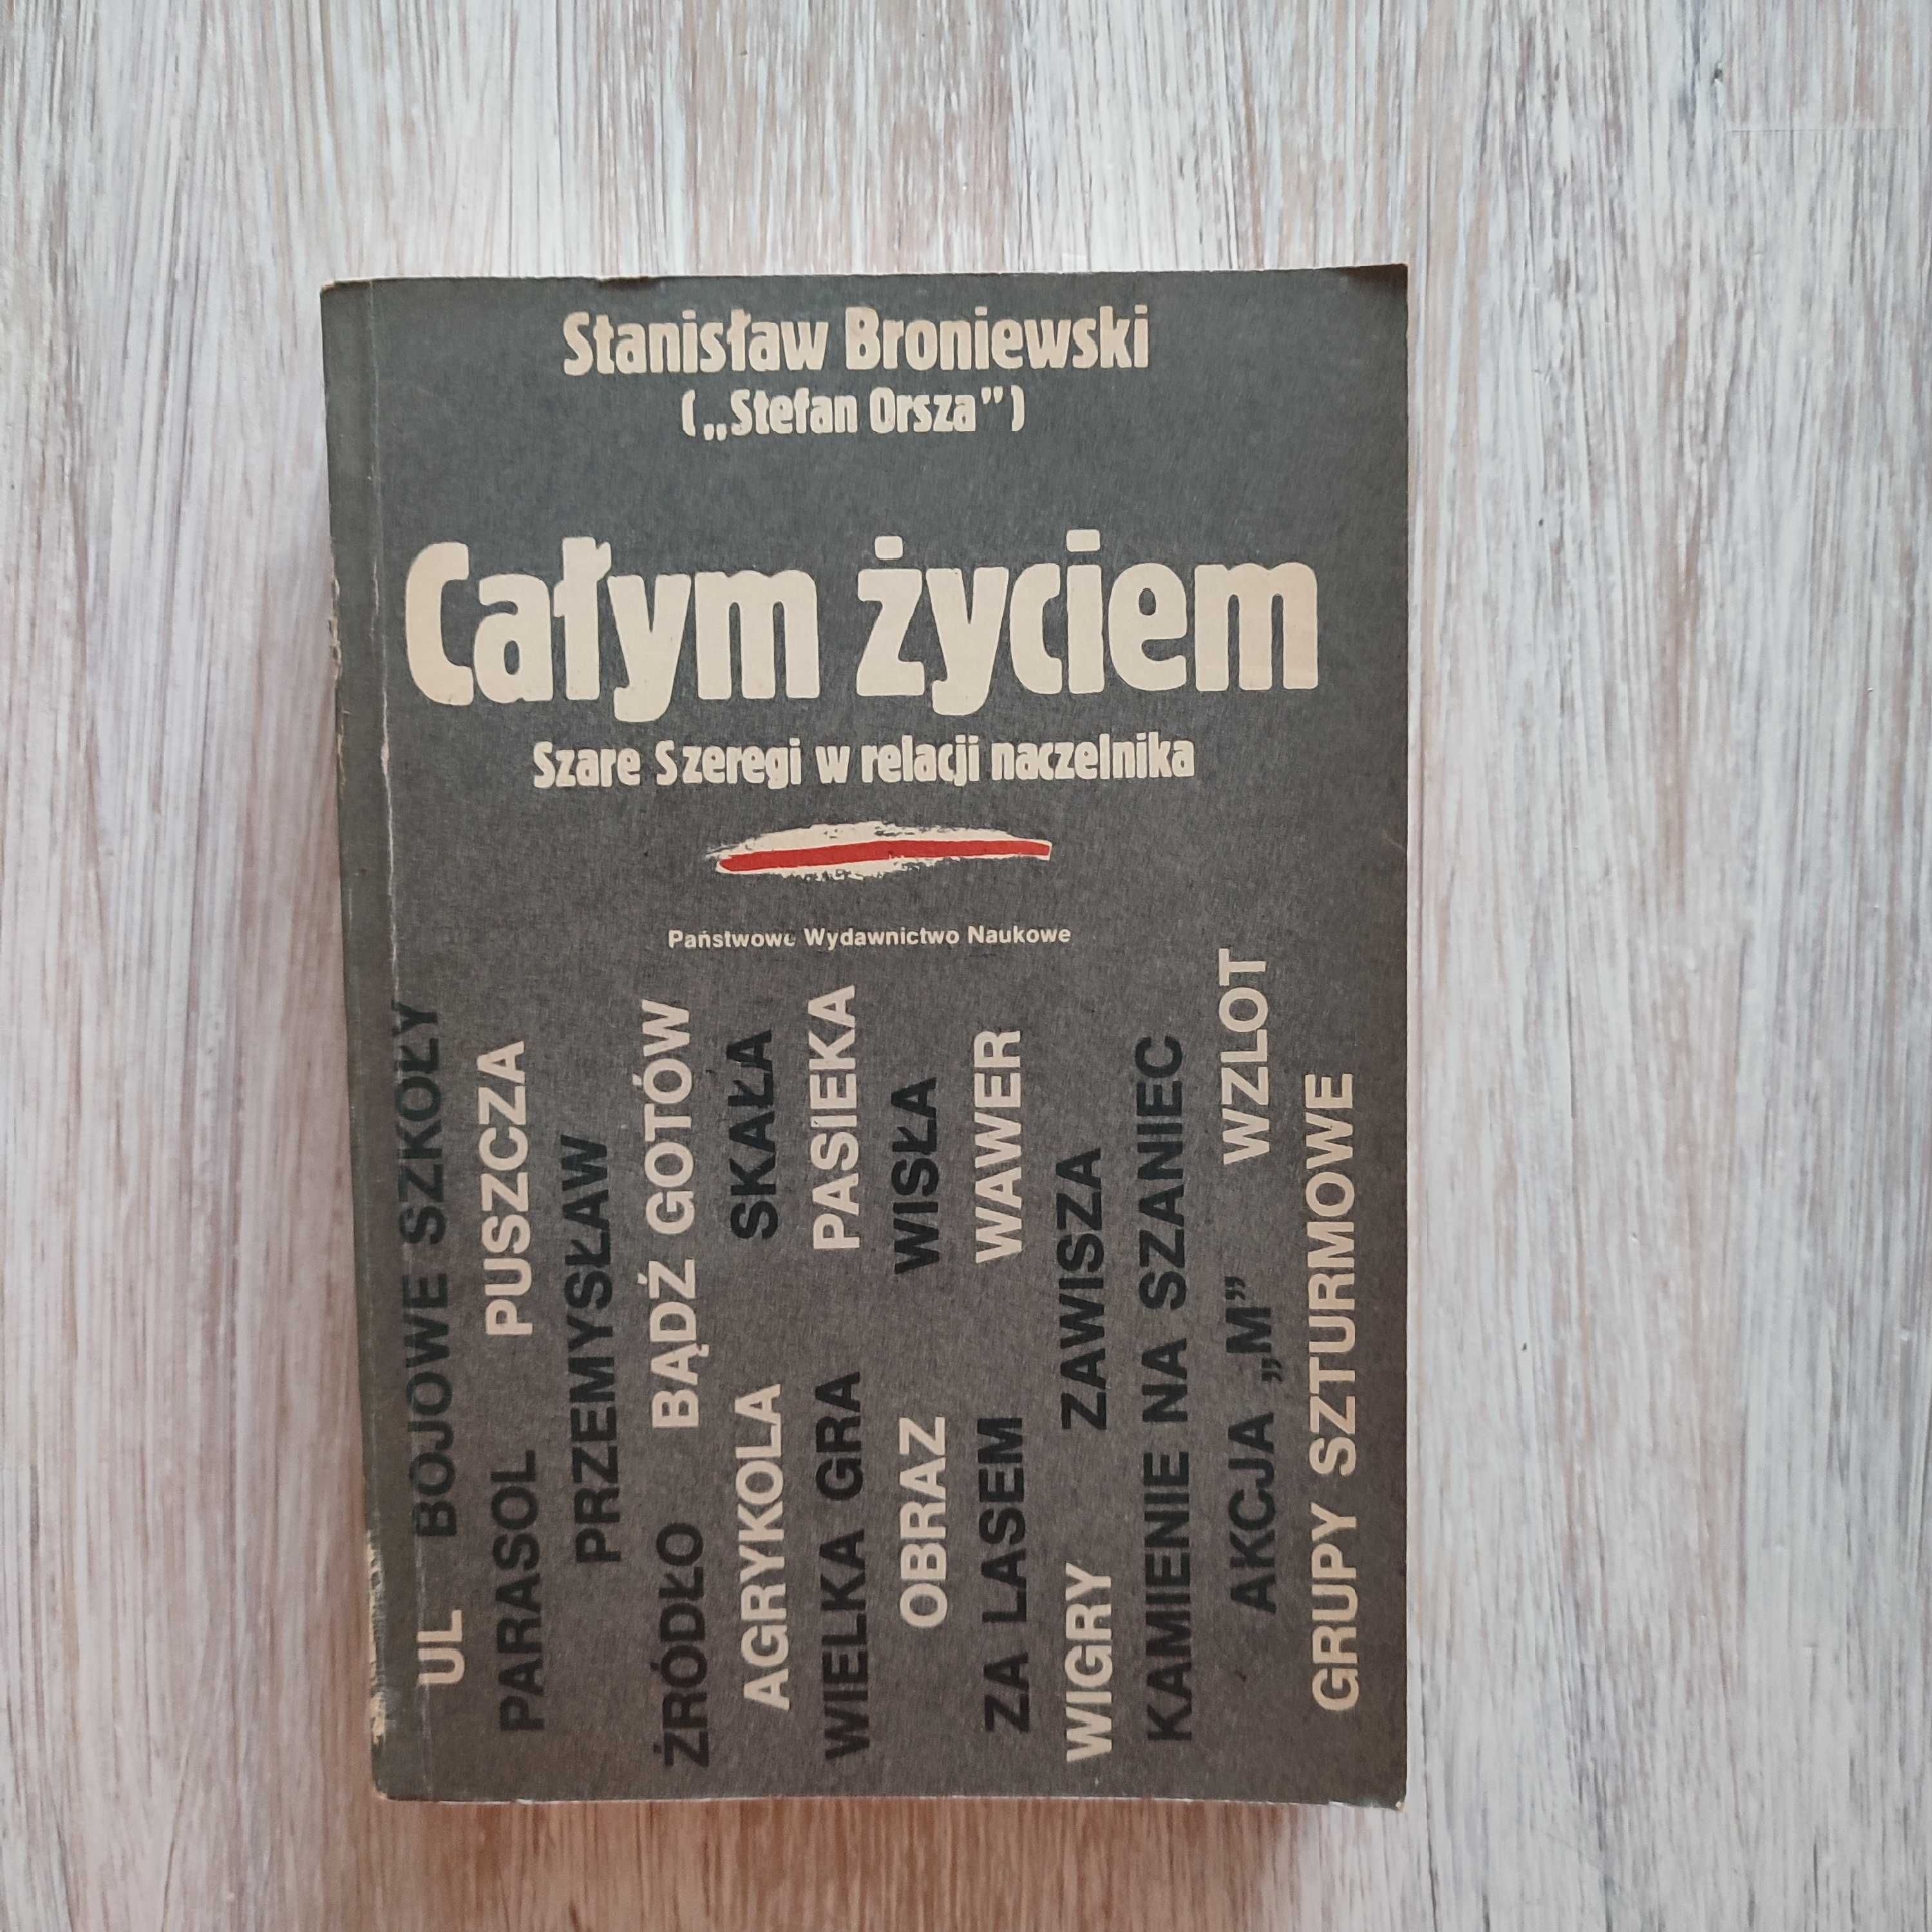 Stanisław Broniewski
(„Stefan Orsza”)
Całym życiem
Szare Szeregi w relacji naczelnika
Państwowe Wydawnictwo Naukowe
UL BOJOWE SZKOŁY
PARASOL PUSZCZA
PRZEMYSŁAW
ŹRÓDŁO BĄDŹ GOTÓW
AGRYKOLA SKAŁA
WIELKA GRA PASIEKA
OBRAZ WISŁA
ZA LASEM WAWER
WIGRY ZAWISZA
KAMIENIE NA SZANIEC
AKCJA „M” WZLOT
GRUPY SZTURMOWE